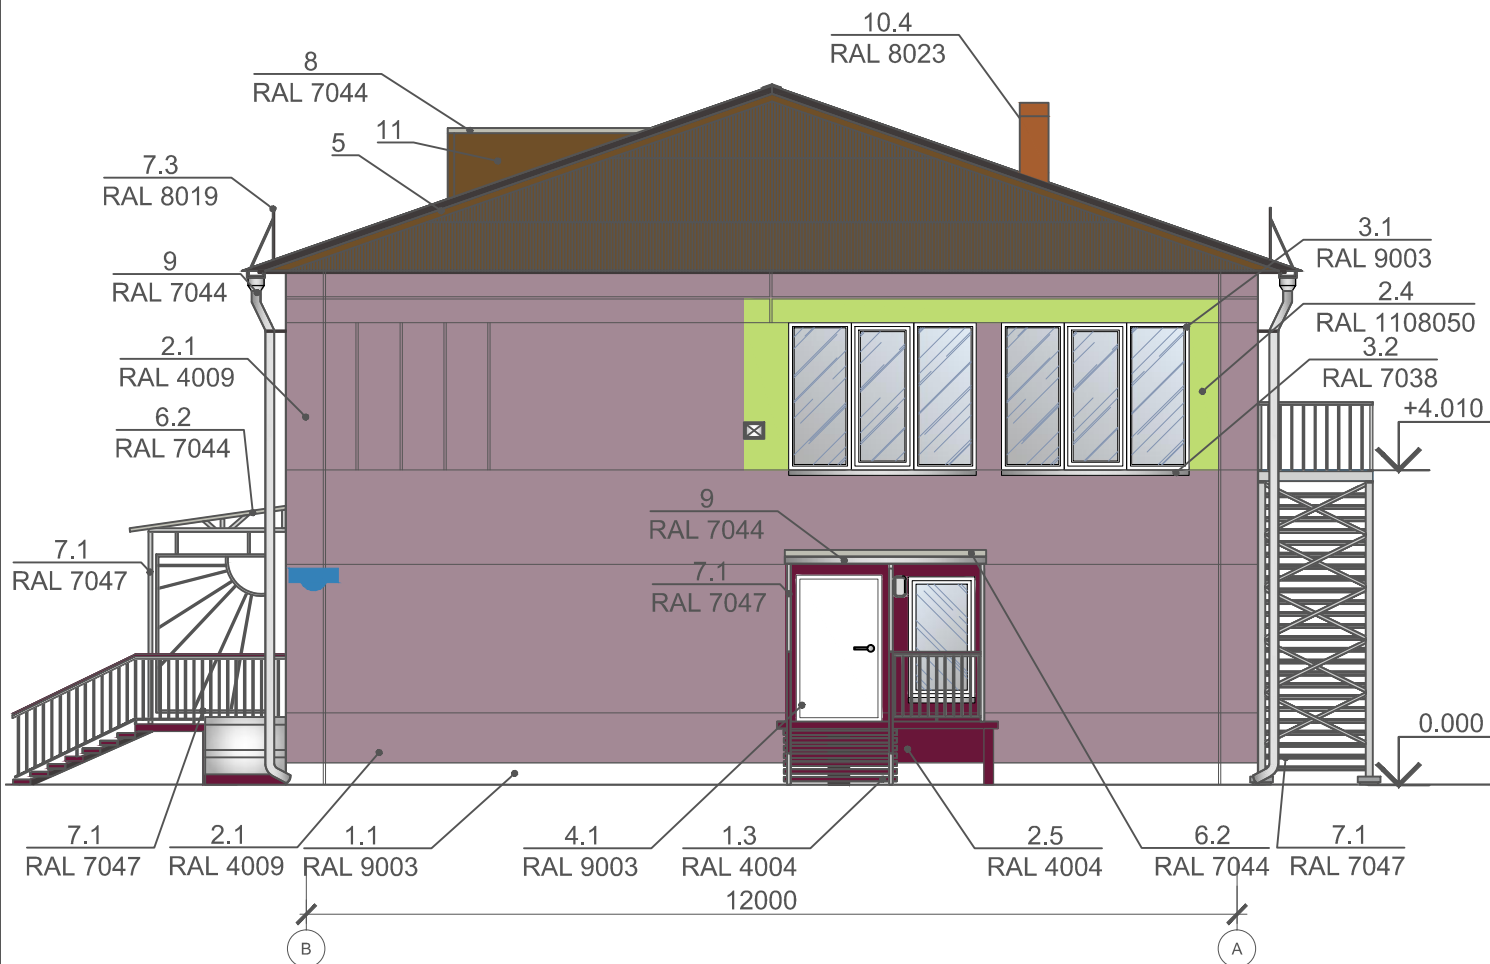 10.4
RAL 8023
8
RAL 7044
11
5
7.3
RAL 8019
3.1
RAL 9003
9
RAL 7044
2.4
RAL 1108050
2.1
RAL 4009
3.2
RAL 7038
6.2
RAL 7044
+4.010
9
RAL 7044
7.1
RAL 7047
7.1
RAL 7047
0.000
7.1
RAL 7047
2.1
RAL 4009
1.1
RAL 9003
4.1
RAL 9003
1.3
RAL 4004
2.5
RAL 4004
6.2
RAL 7044
7.1
RAL 7047
12000
В
А